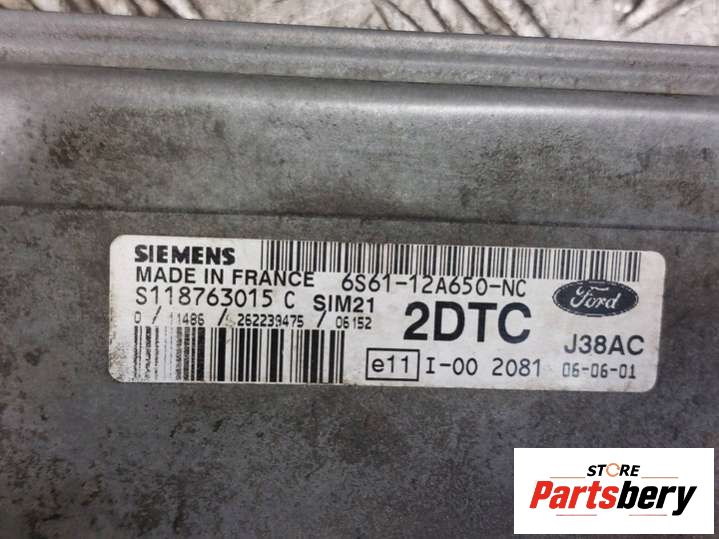 SIEMENS
MADE IN FRANCE 6S61-12A650-NC
S118763015 C SIM21
0 / 11486 / S262239475 / 06152
2DTC
Ford
J38AC
e11 I-00 2081 06-06-01
STORE
Partsbery